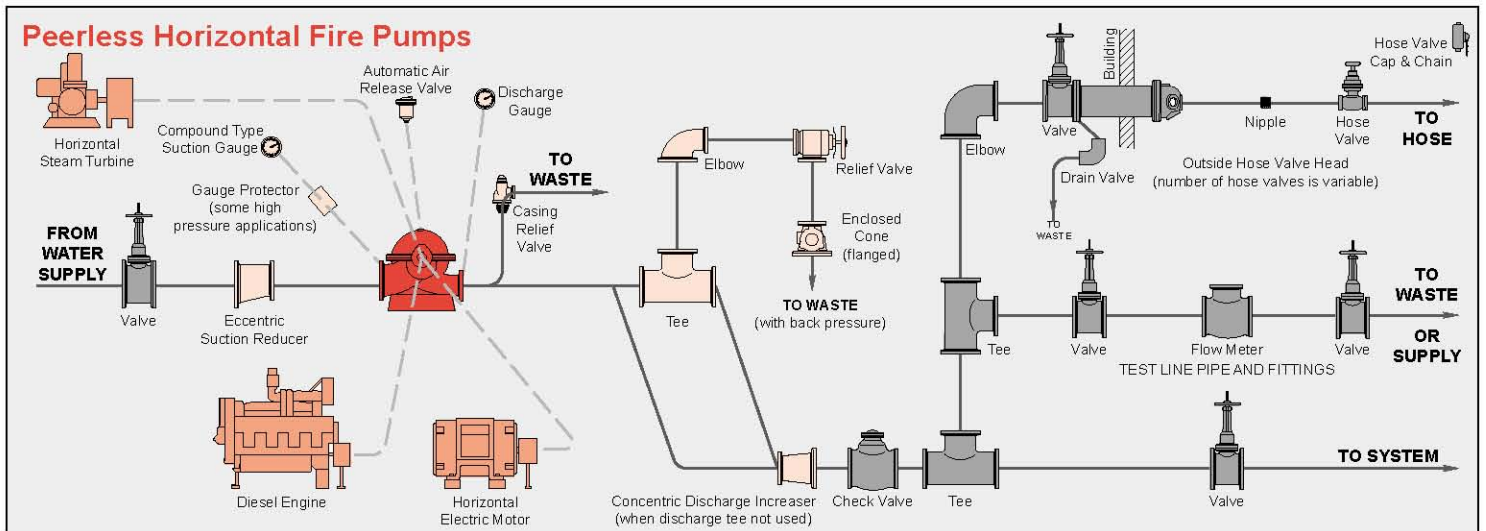 Peerless Horizontal Fire Pumps
Horizontal
Steam Turbine
Compound Type
Suction Gauge
Automatic Air
Release Valve
Discharge
Gauge
Gauge Protector
(some high
pressure applications)
FROM
WATER
SUPPLY
Valve
Eccentric
Suction Reducer
Diesel Engine
Horizontal
Electric Motor
TO
WASTE
Casing
Relief
Valve
Elbow
Relief Valve
Enclosed
Cone
(flanged)
TO WASTE
(with back pressure)
Tee
Concentric Discharge Increaser
(when discharge tee not used)
Check Valve
Tee
Valve
TO SYSTEM
Elbow
Valve
Building
Drain Valve
TO
WASTE
Outside Hose Valve Head
(number of hose valves is variable)
Nipple
Hose
Valve
Hose Valve
Cap & Chain
TO
HOSE
Tee
Valve
Flow Meter
Valve
TEST LINE PIPE AND FITTINGS
TO
WASTE
OR
SUPPLY